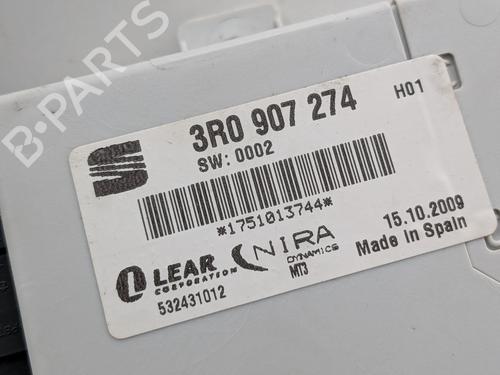 B-PARTS
3R0 907 274
H01
SW: 0002
*1751013744*
15.10.2009
Made in Spain
LEAR
CORPORATION
NIRA
DYNAMICS
MT3
532431012